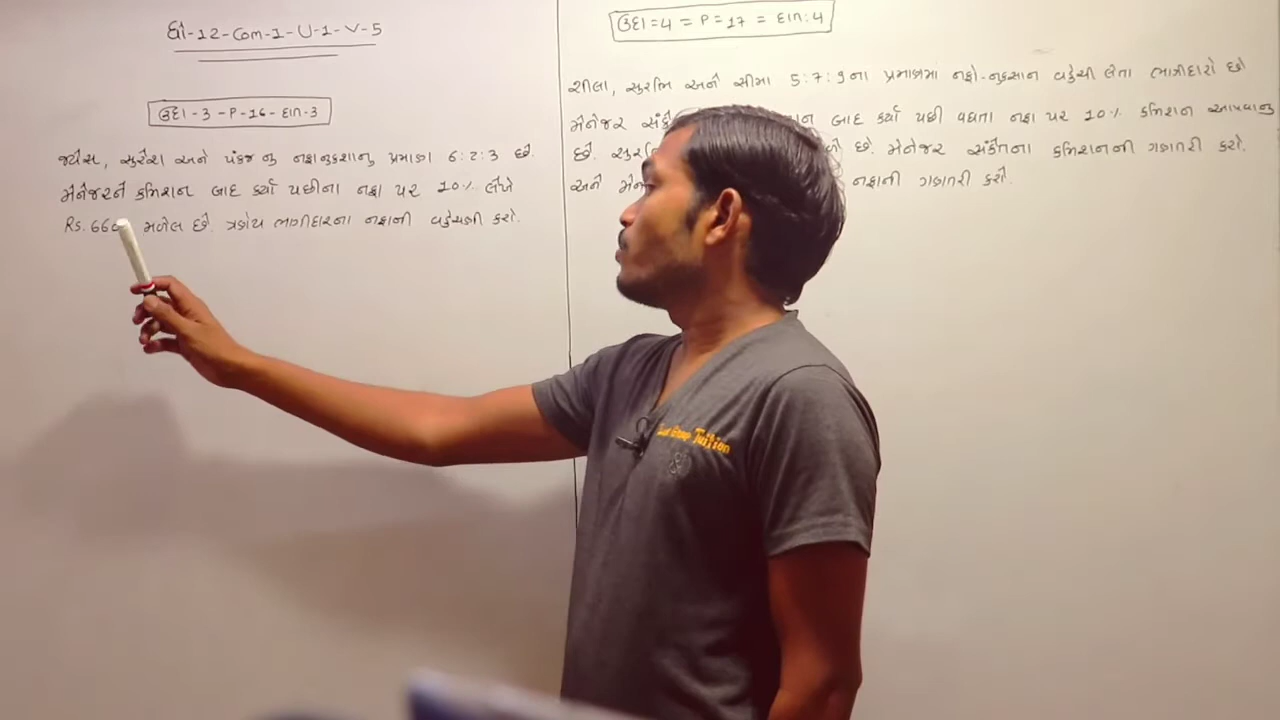 ધો-12-Com-I-U-1-V-5
ઉદા-3-P-16-દાખ-3
જયેસ, સુરેશ અને પંકજ નુ નફાનુકશાનુ પ્રમાણ 6:2:3 છે.
મેનેજરને કમિશન બાદ કર્યા પછીના નફા પર 10% લેખે
Rs. 660 મળેલ છે. ત્રણેય ભાગીદારના નફાની વહેચણી કરો.
ઉદા=4 = P=17 = દાખ:4
શીલા, સુરભિ અને સીમા 5:7:9ના પ્રમાણમાં નફો-નુકસાન વહેચી લેતા ભાગીદારો છે
મેનેજર બાદ કર્યા પછી વધતા નફા પર 10% કમિશન આપવાનુ
છે. છે. મેનેજર સંકેતના કમિશનની ગણતરી કરો.
અને નફાની ગણતરી કરો.
Tuition